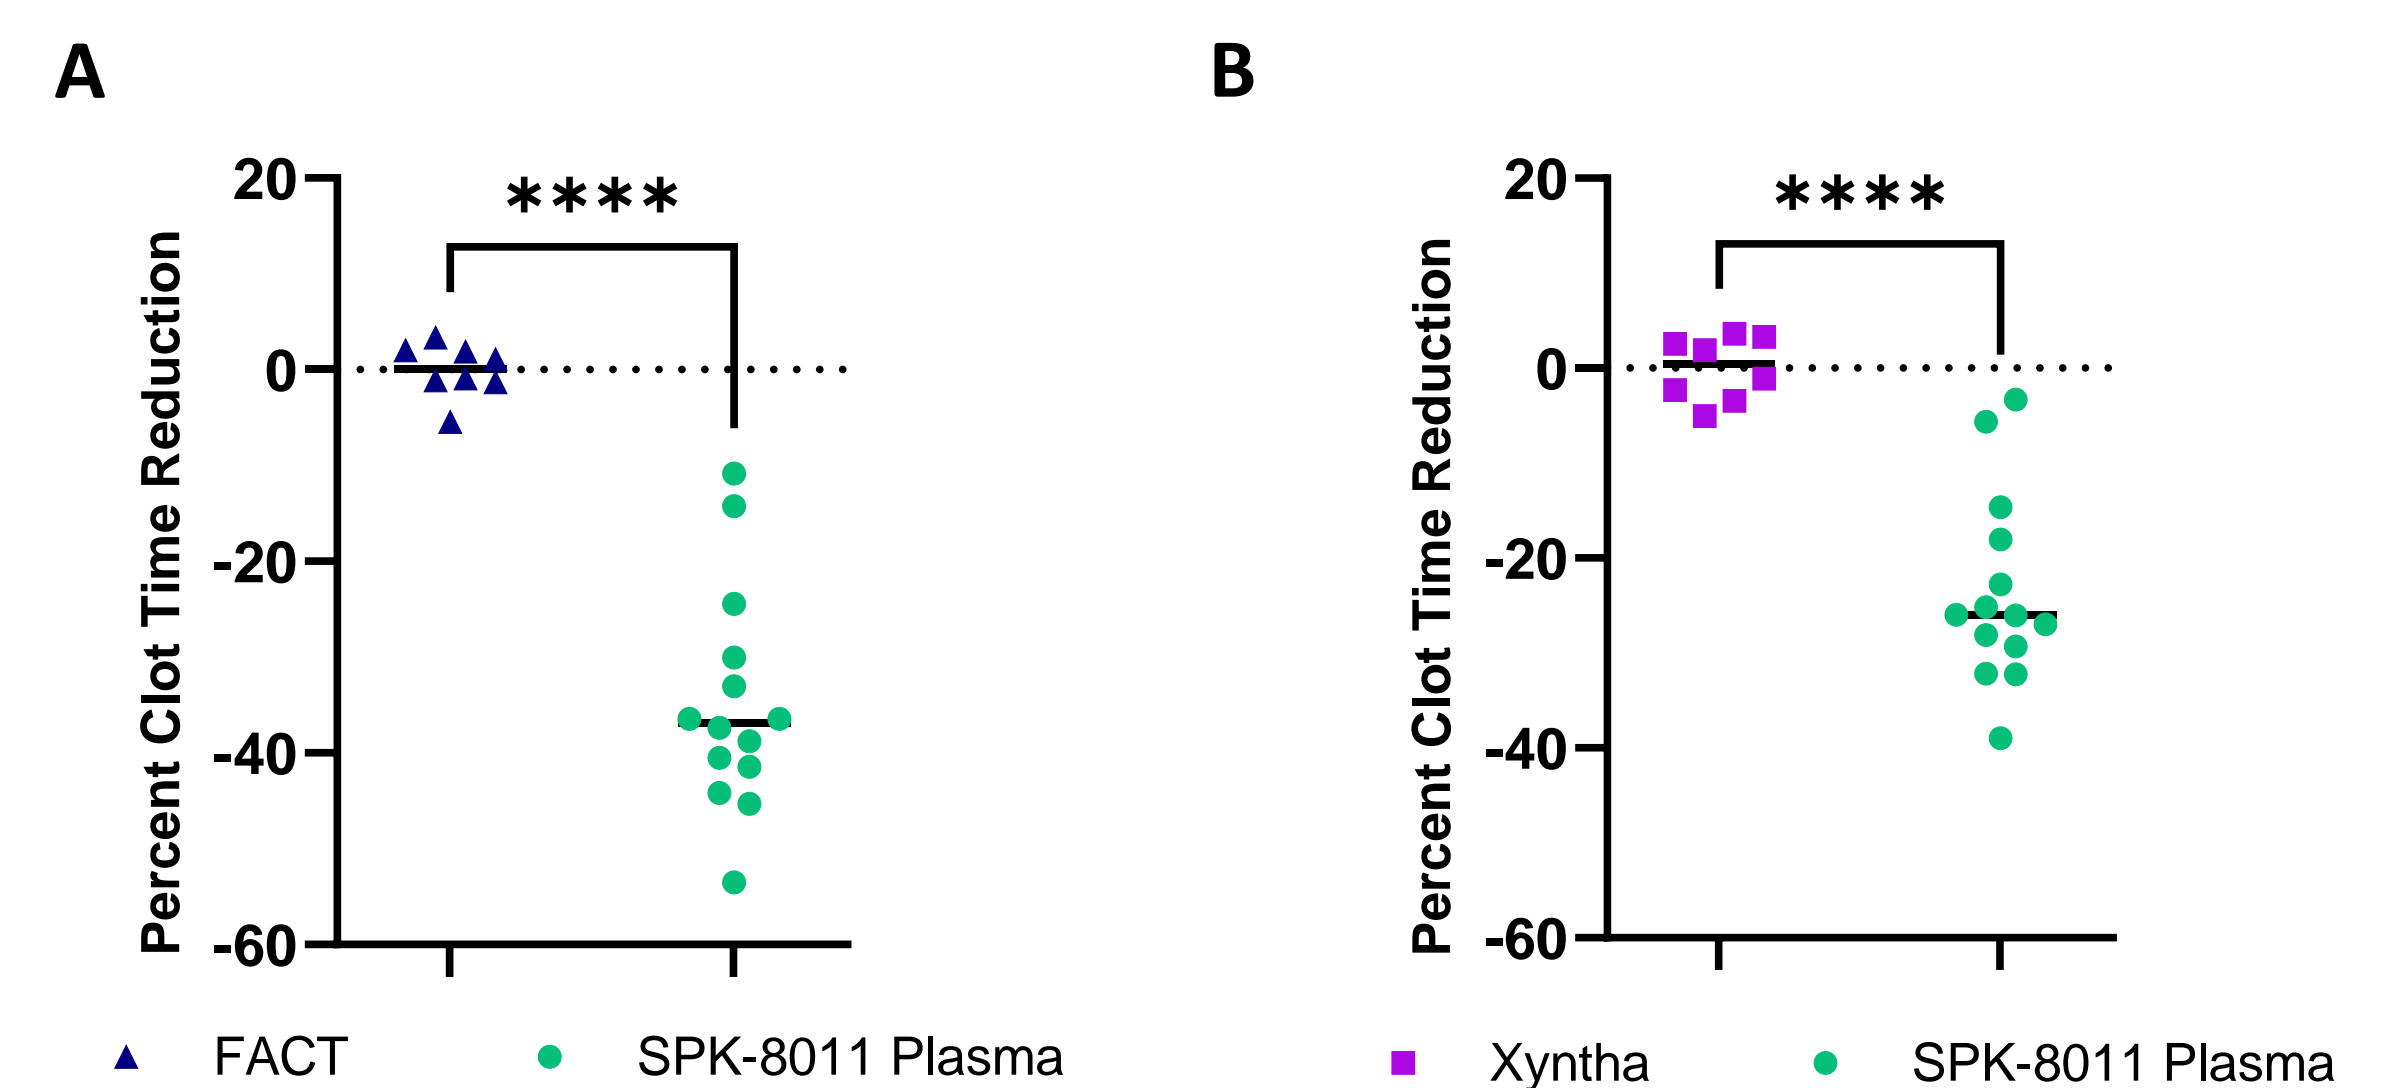 A
B
Percent Clot Time Reduction
20
0
-20
-40
-60
****
FACT
SPK-8011 Plasma
Percent Clot Time Reduction
20
0
-20
-40
-60
****
Xyntha
SPK-8011 Plasma